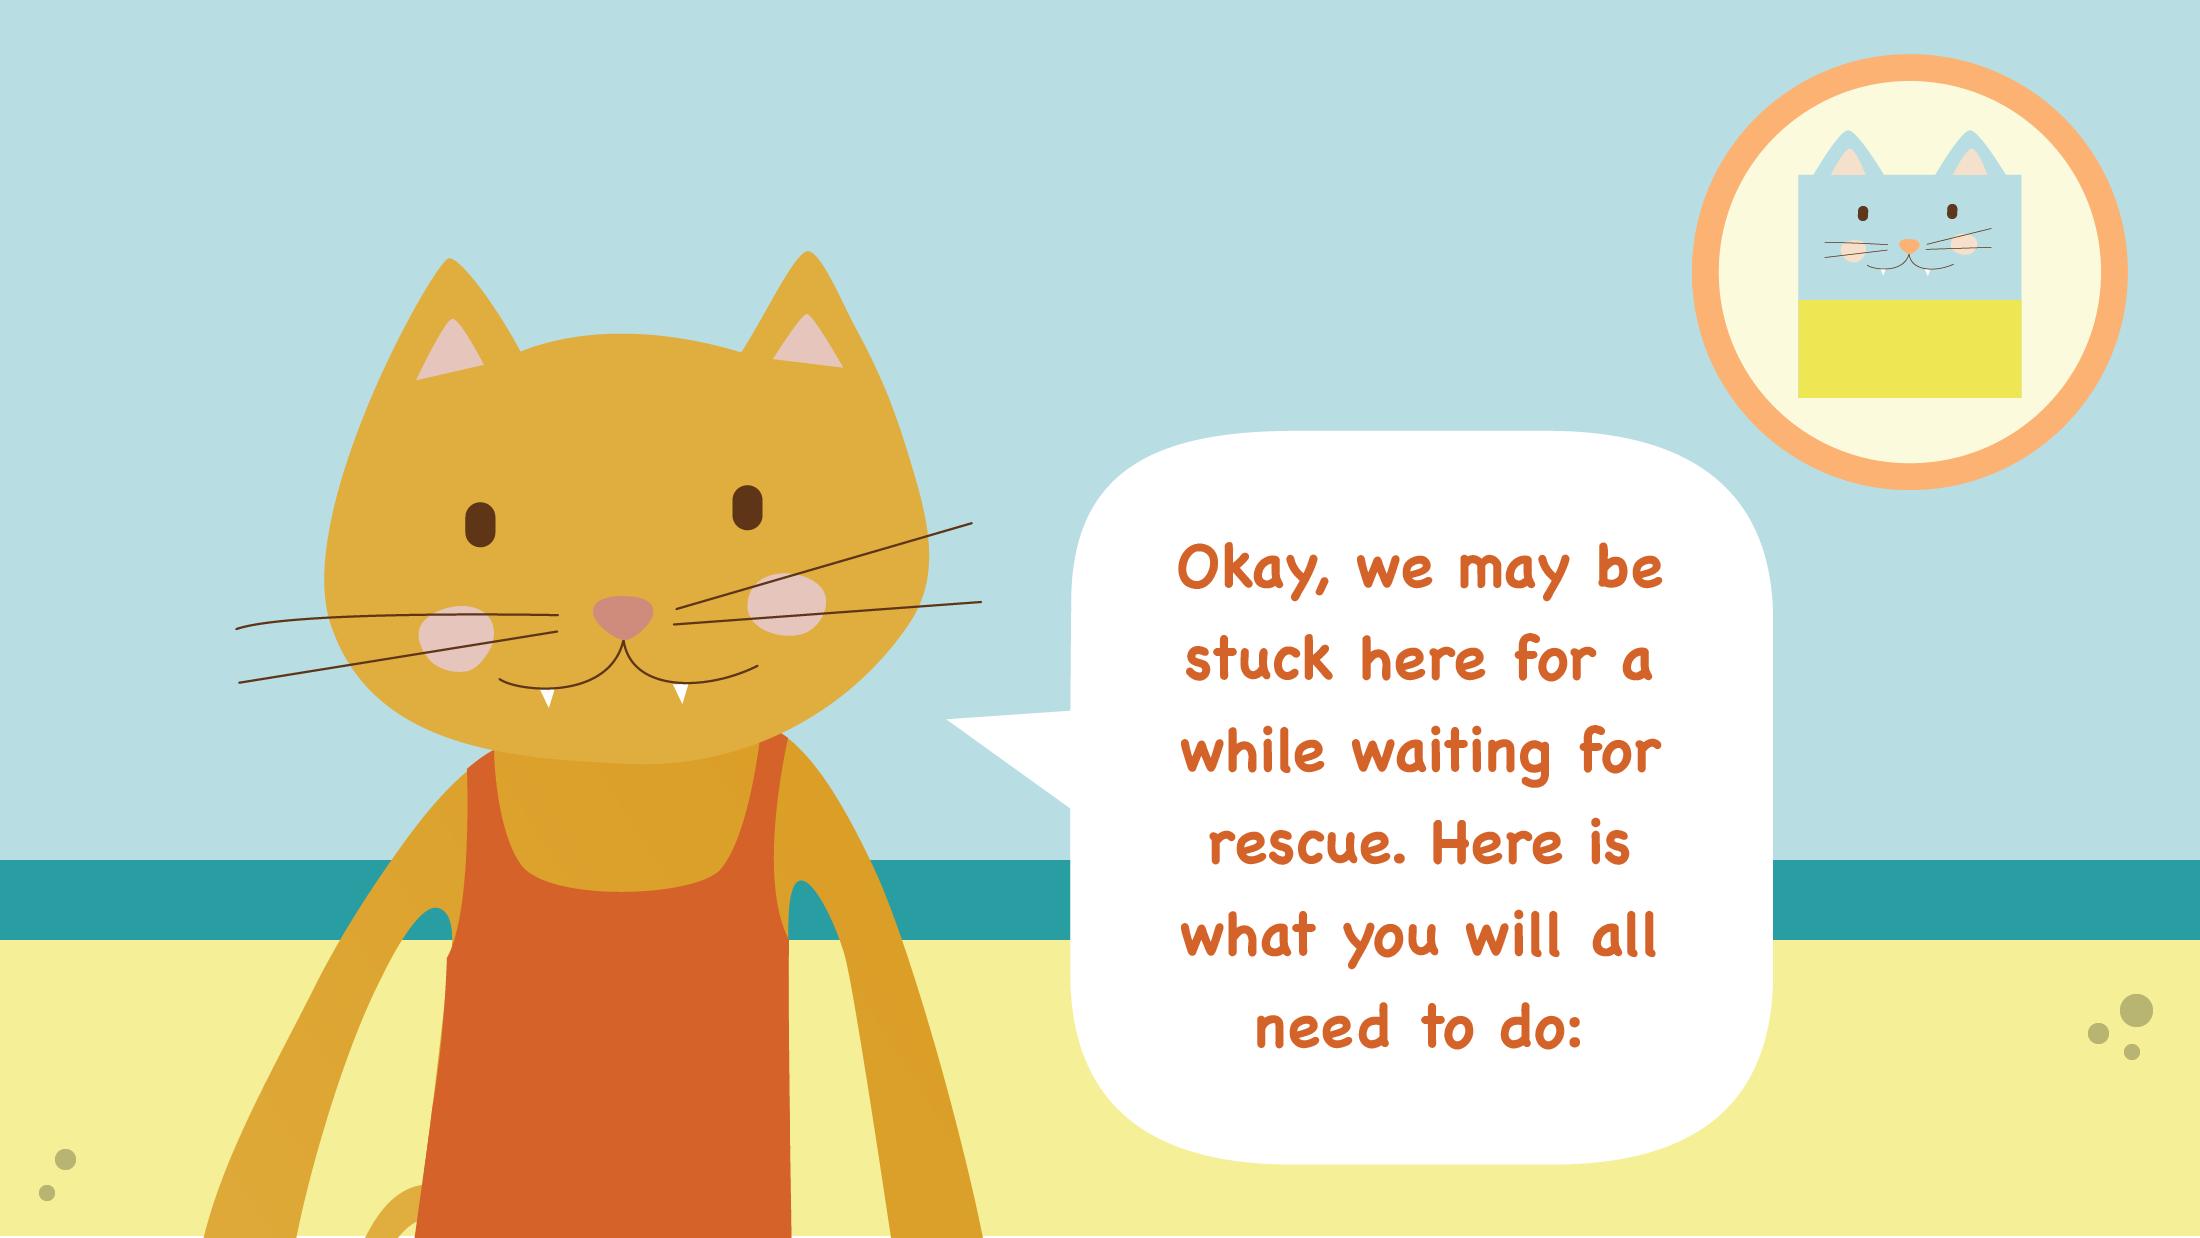 Okay, we may be
stuck here for a
while waiting for
rescue. Here is
what you will all
need to do: